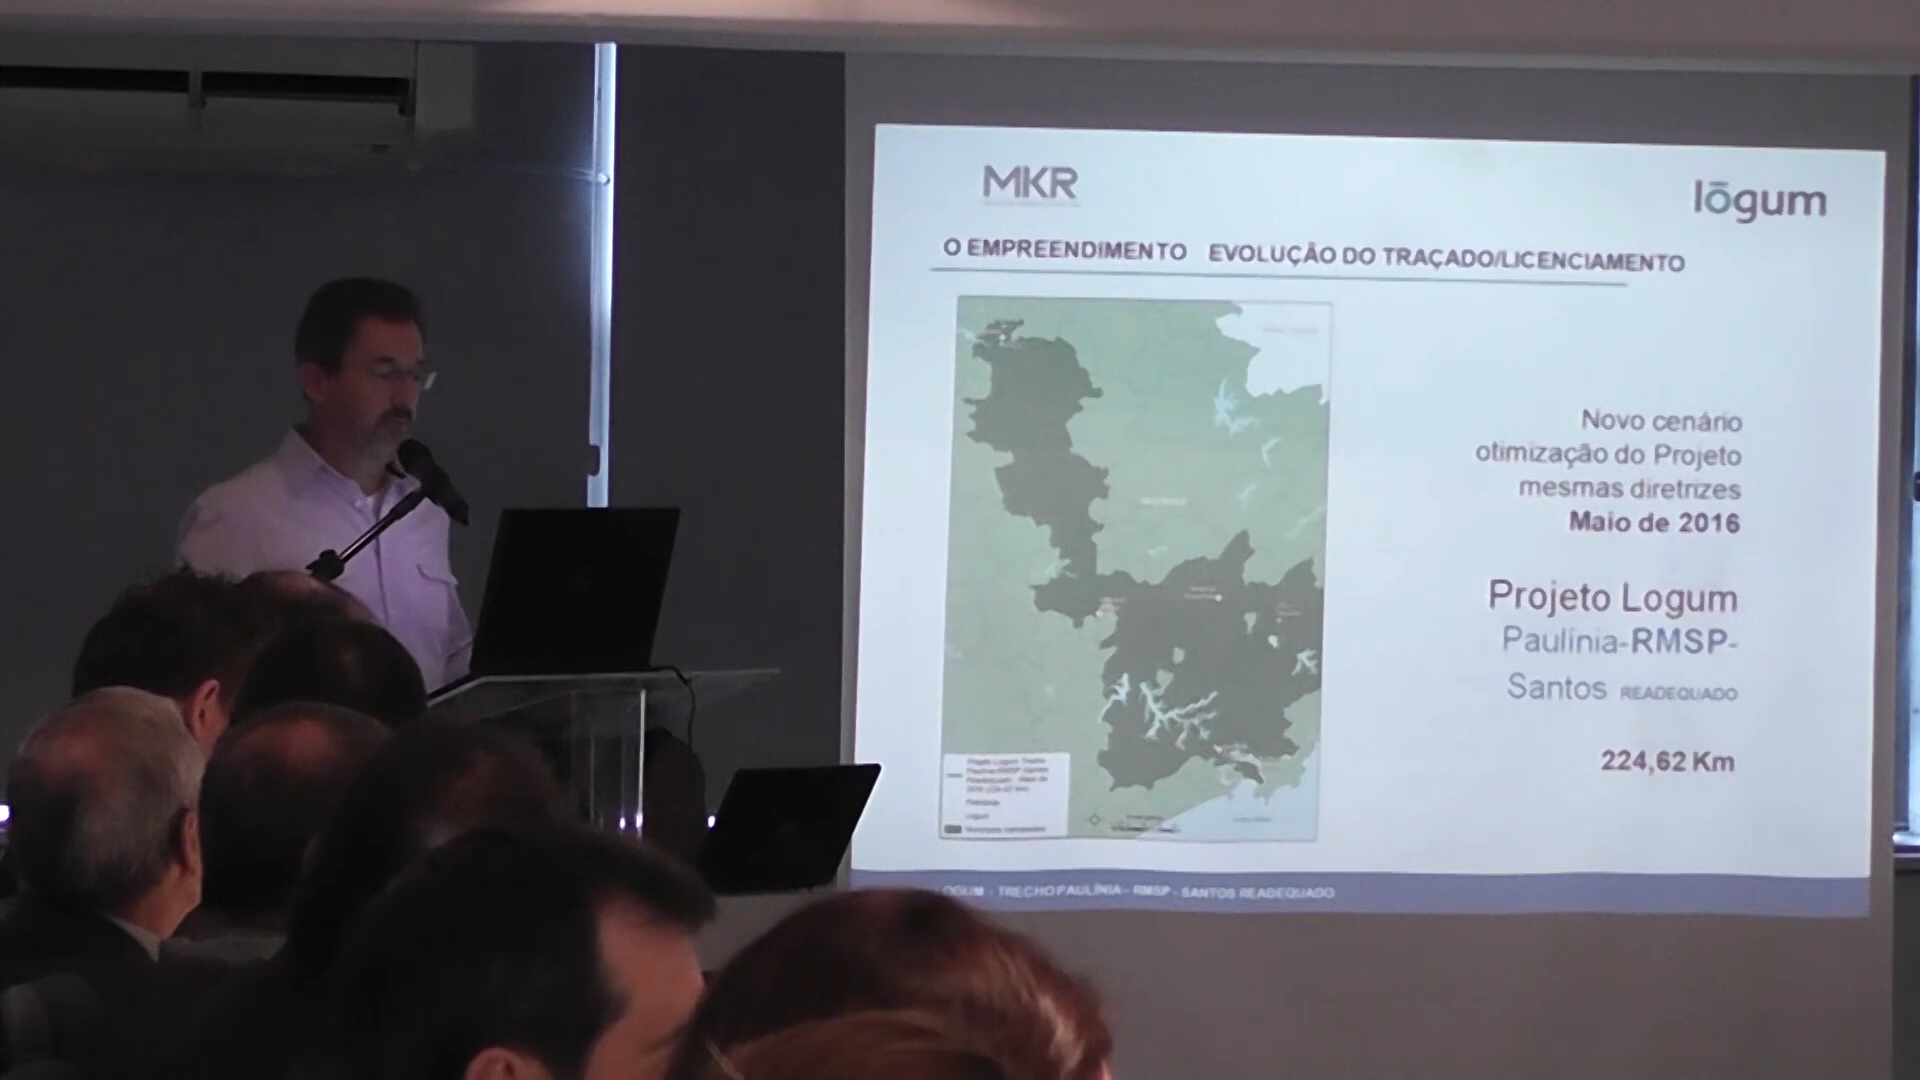 MKR
lōgum
O EMPREENDIMENTO EVOLUÇÃO DO TRAÇADO/LICENCIAMENTO
Novo cenário
otimização do Projeto
mesmas diretrizes
Maio de 2016
Projeto Logum
Paulínia-RMSP-
Santos READEQUADO
224,62 Km
LOGUM - TRECHO PAULÍNIA - RMSP - SANTOS READEQUADO